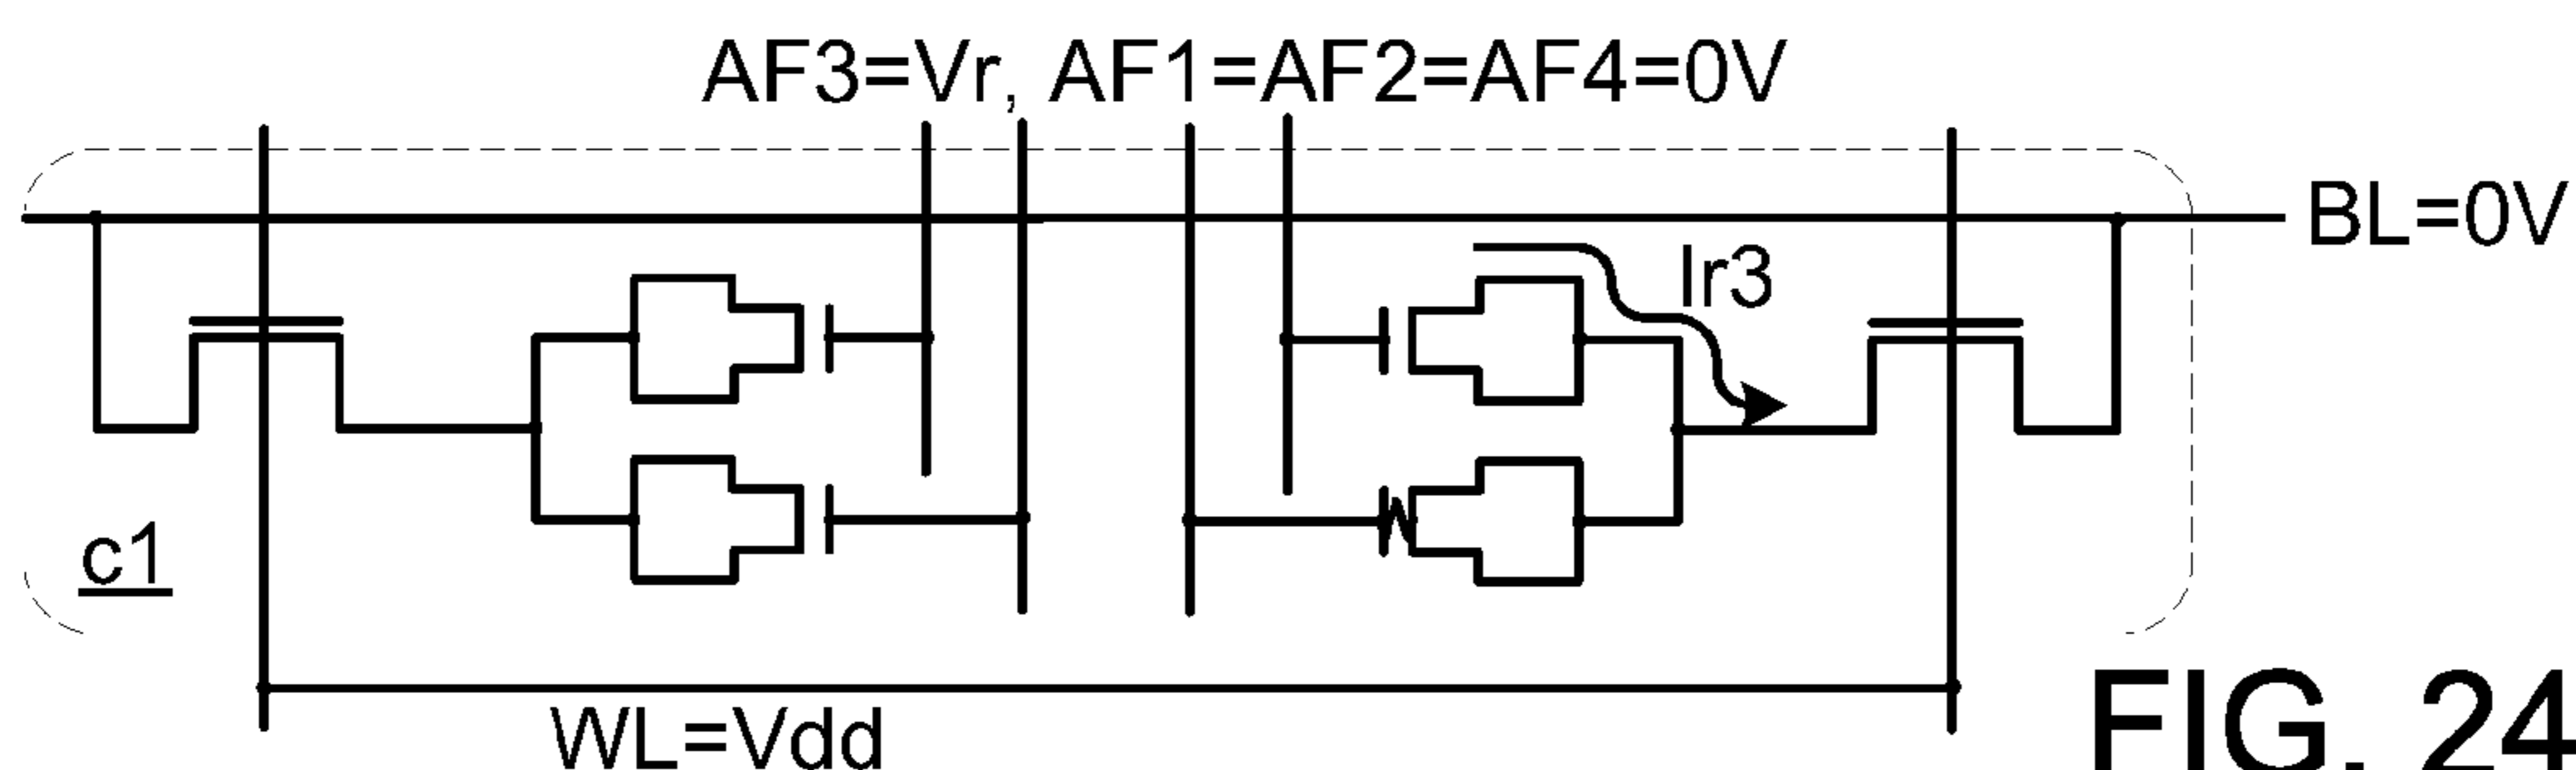 AF3=Vr, AF1=AF2=AF4=0V
BL=0V
Ir3
c1
WL=Vdd
FIG. 24